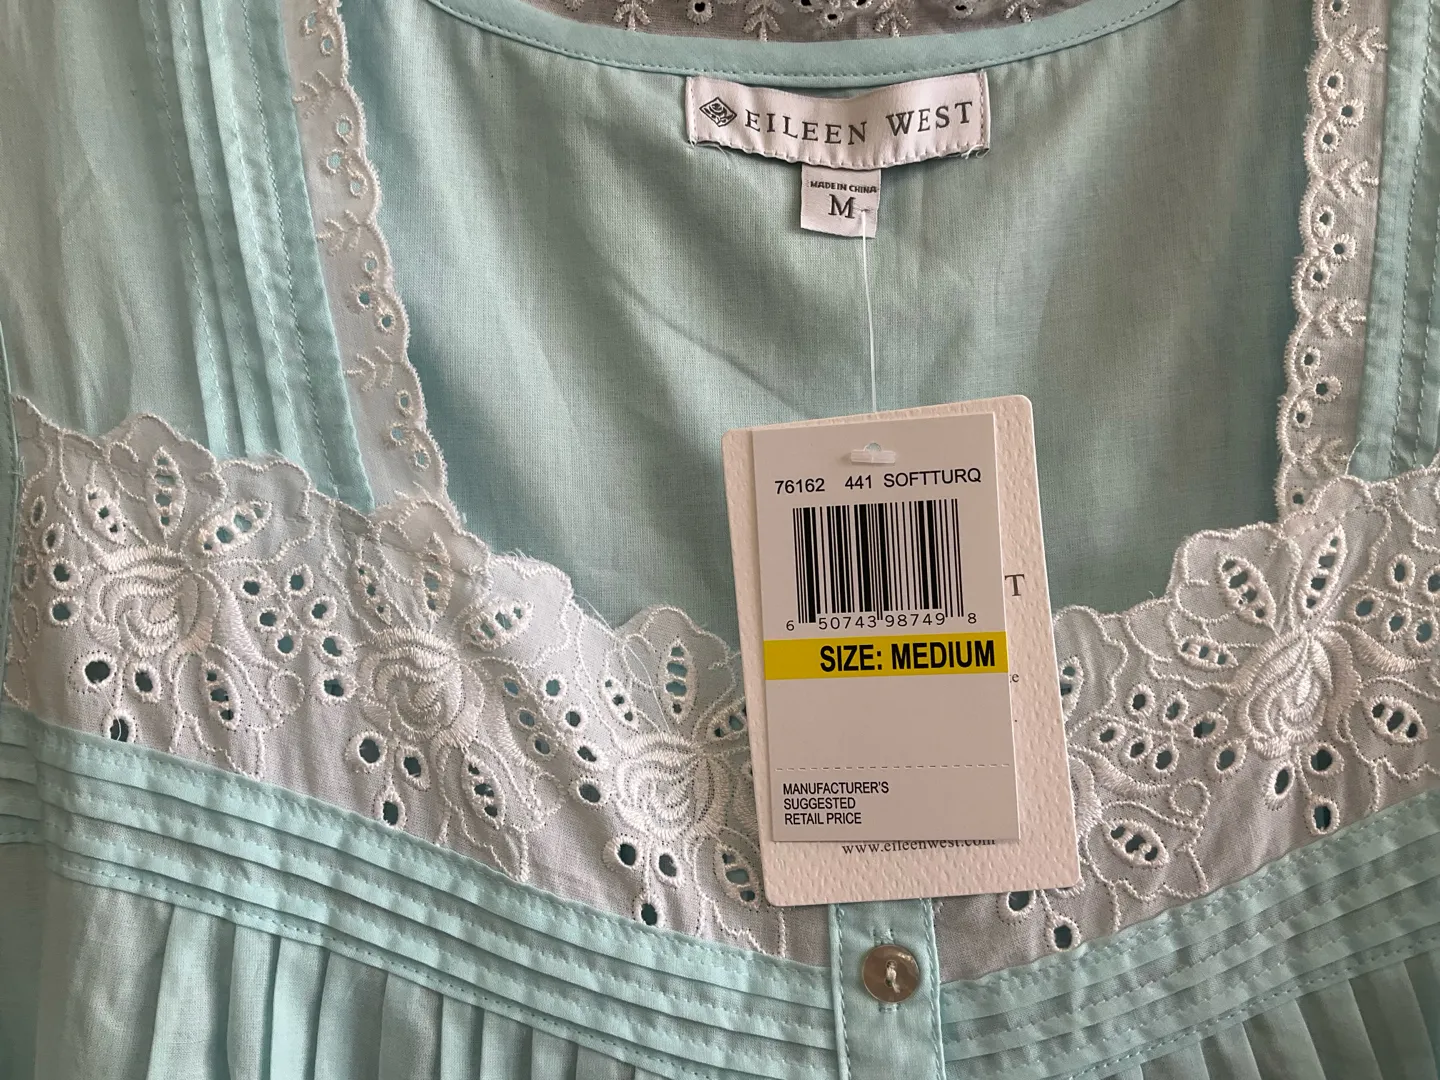 EILEEN WEST
MADE IN CHINA
M
76162 441 SOFTTURQ
6 50743 98749 8
SIZE: MEDIUM
MANUFACTURER'S
SUGGESTED
RETAIL PRICE
T
www.eileenwest.com